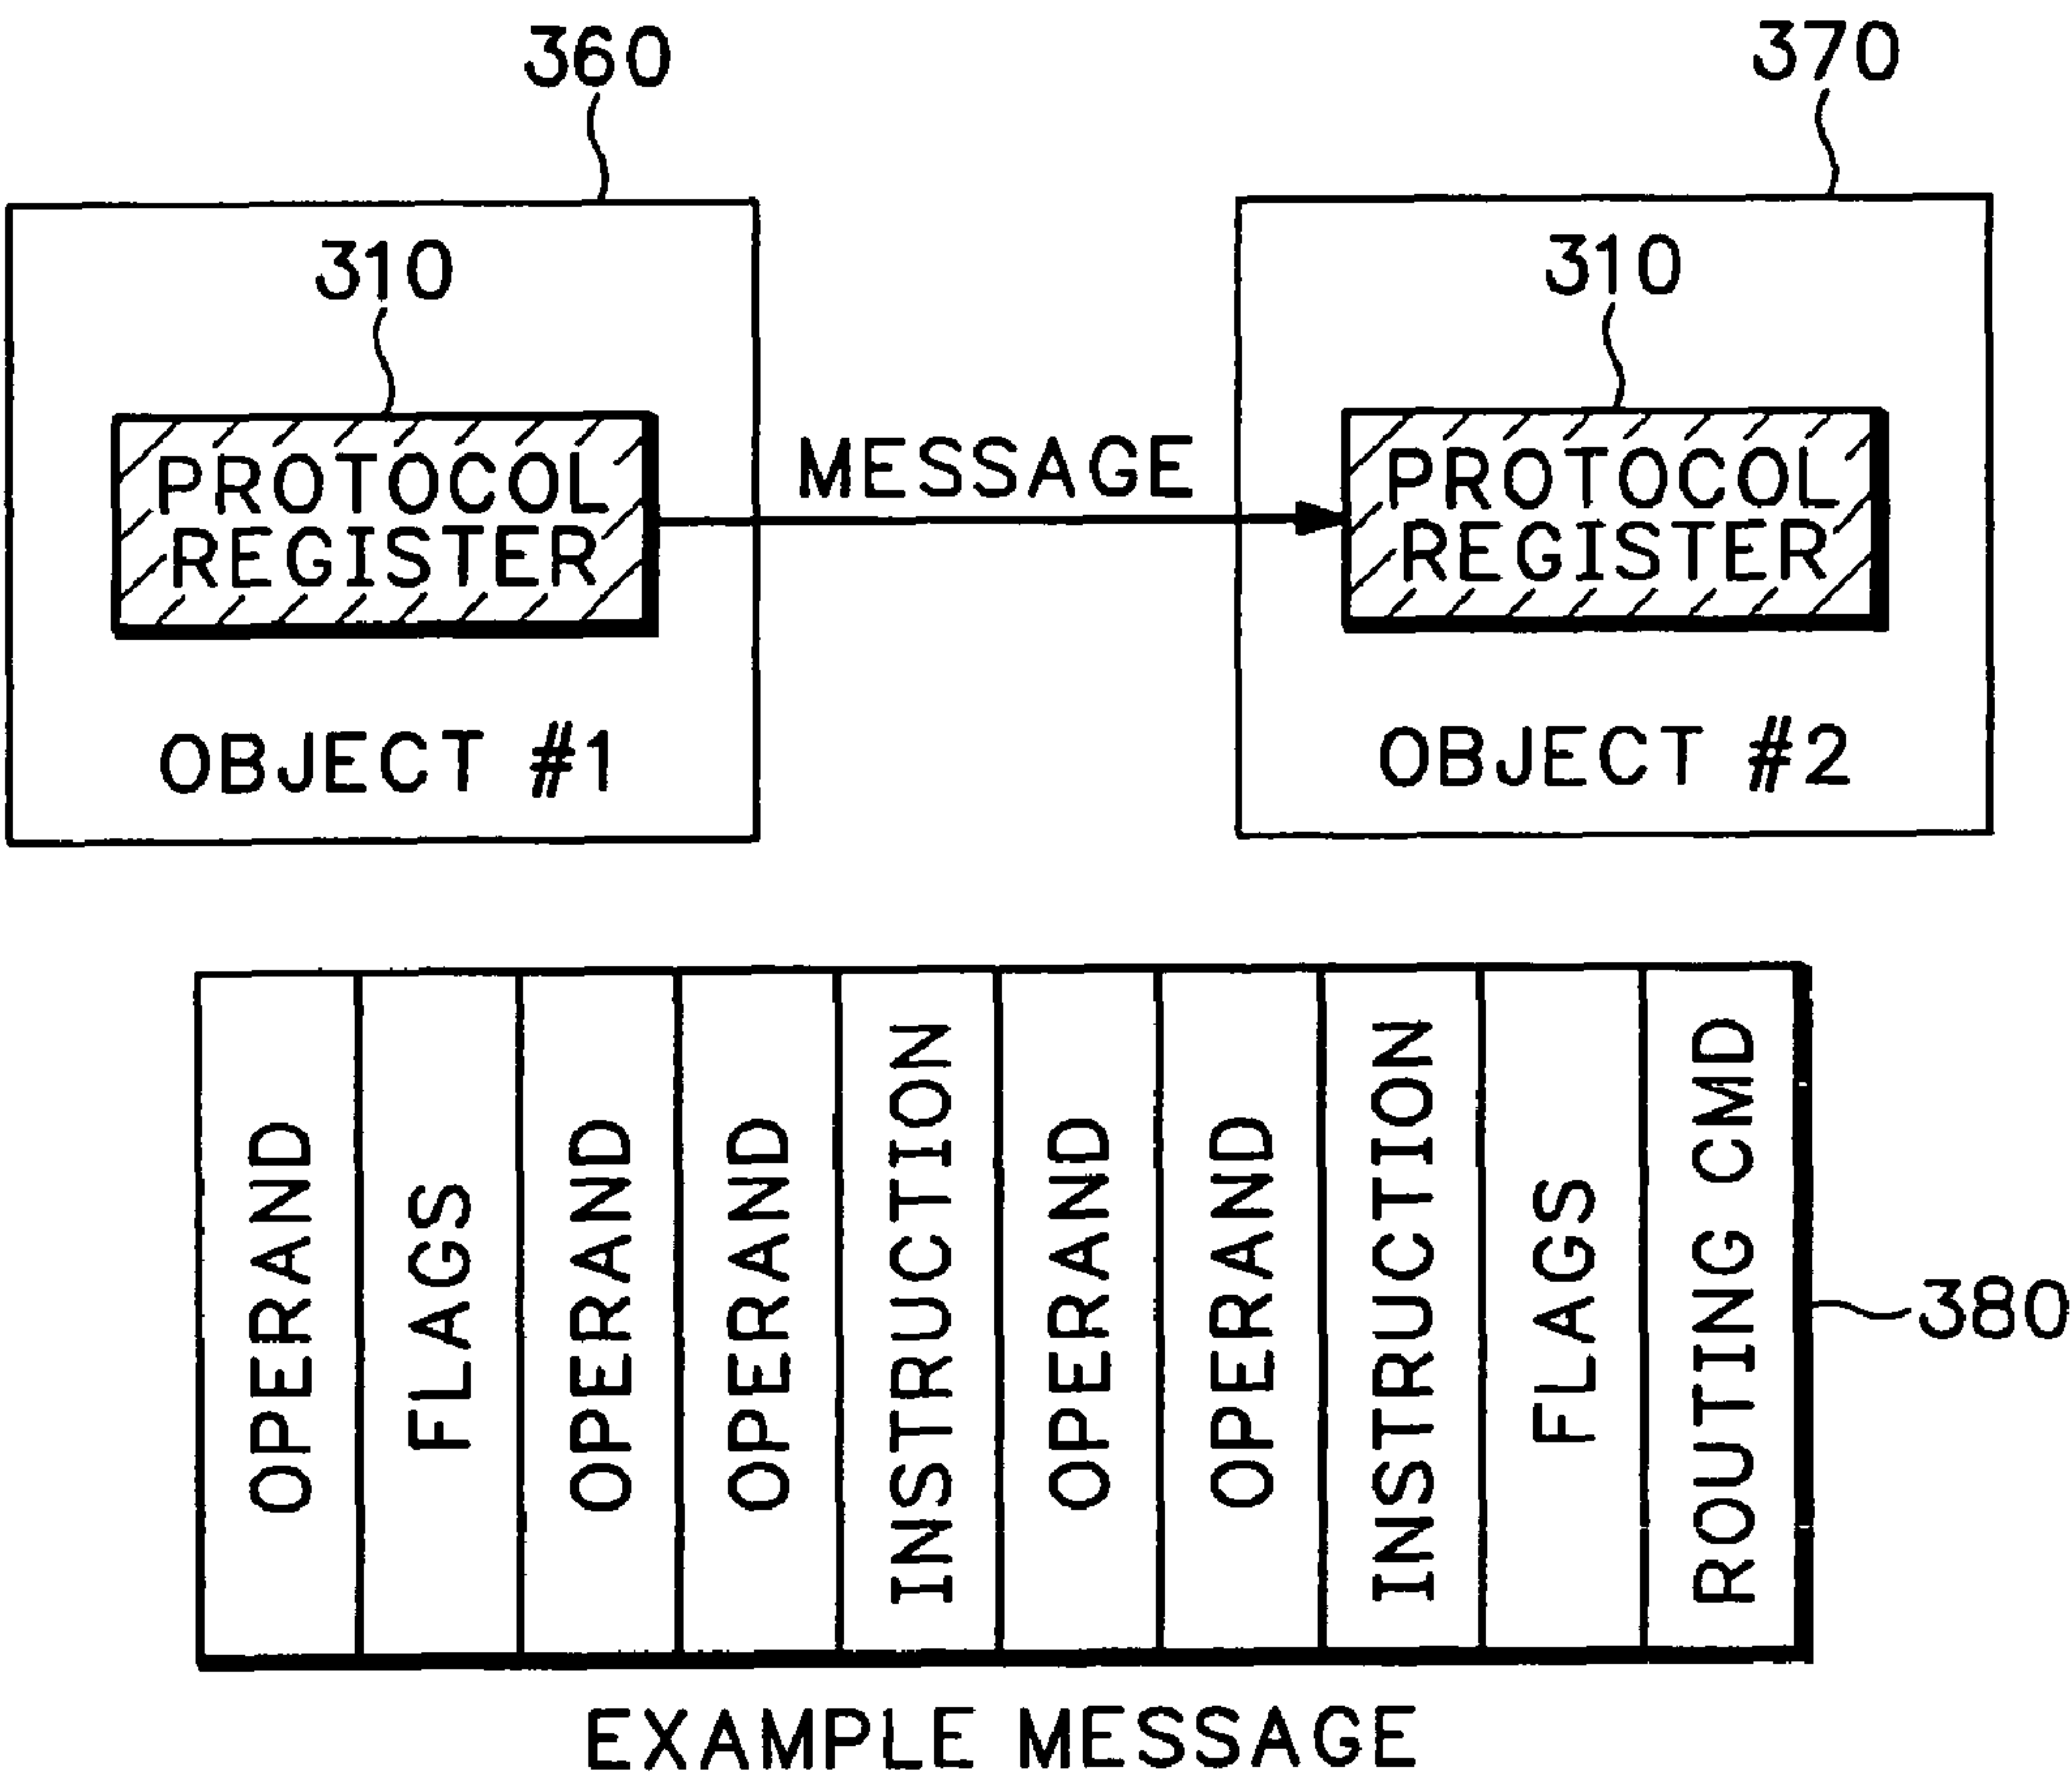 360
370
310
310
PROTOCOL
REGISTER
MESSAGE
PROTOCOL
REGISTER
OBJECT #1
OBJECT #2
OPERAND
FLAGS
OPERAND
OPERAND
INSTRUCTION
OPERAND
OPERAND
INSTRUCTION
FLAGS
ROUTING CMD
380
EXAMPLE MESSAGE